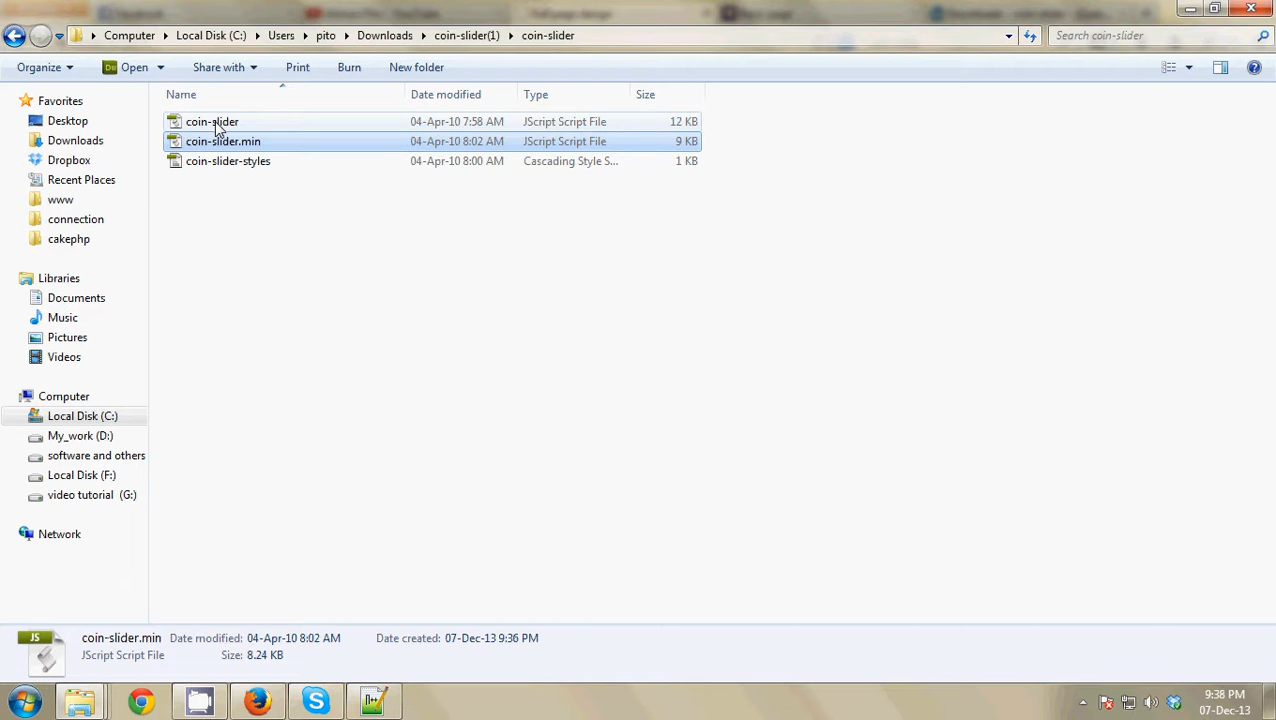 Computer Local Disk (C:) Users pito Downloads coin-slider(1) coin-slider Search coin-slider
Organize Dw Open Share with Print Burn New folder
Name Date modified Type Size
Favorites
Desktop
Downloads
Dropbox
Recent Places
www
connection
cakephp
Libraries
Documents
Music
Pictures
Videos
Computer
Local Disk (C:)
My_work (D:)
software and others
Local Disk (F:)
video tutorial (G:)
Network
coin-slider 04-Apr-10 7:58 AM JScript Script File 12 KB
coin-slider.min 04-Apr-10 8:02 AM JScript Script File 9 KB
coin-slider-styles 04-Apr-10 8:00 AM Cascading Style S... 1 KB
JS
coin-slider.min Date modified: 04-Apr-10 8:02 AM Date created: 07-Dec-13 9:36 PM
JScript Script File Size: 8.24 KB
9:38 PM
07-Dec-13